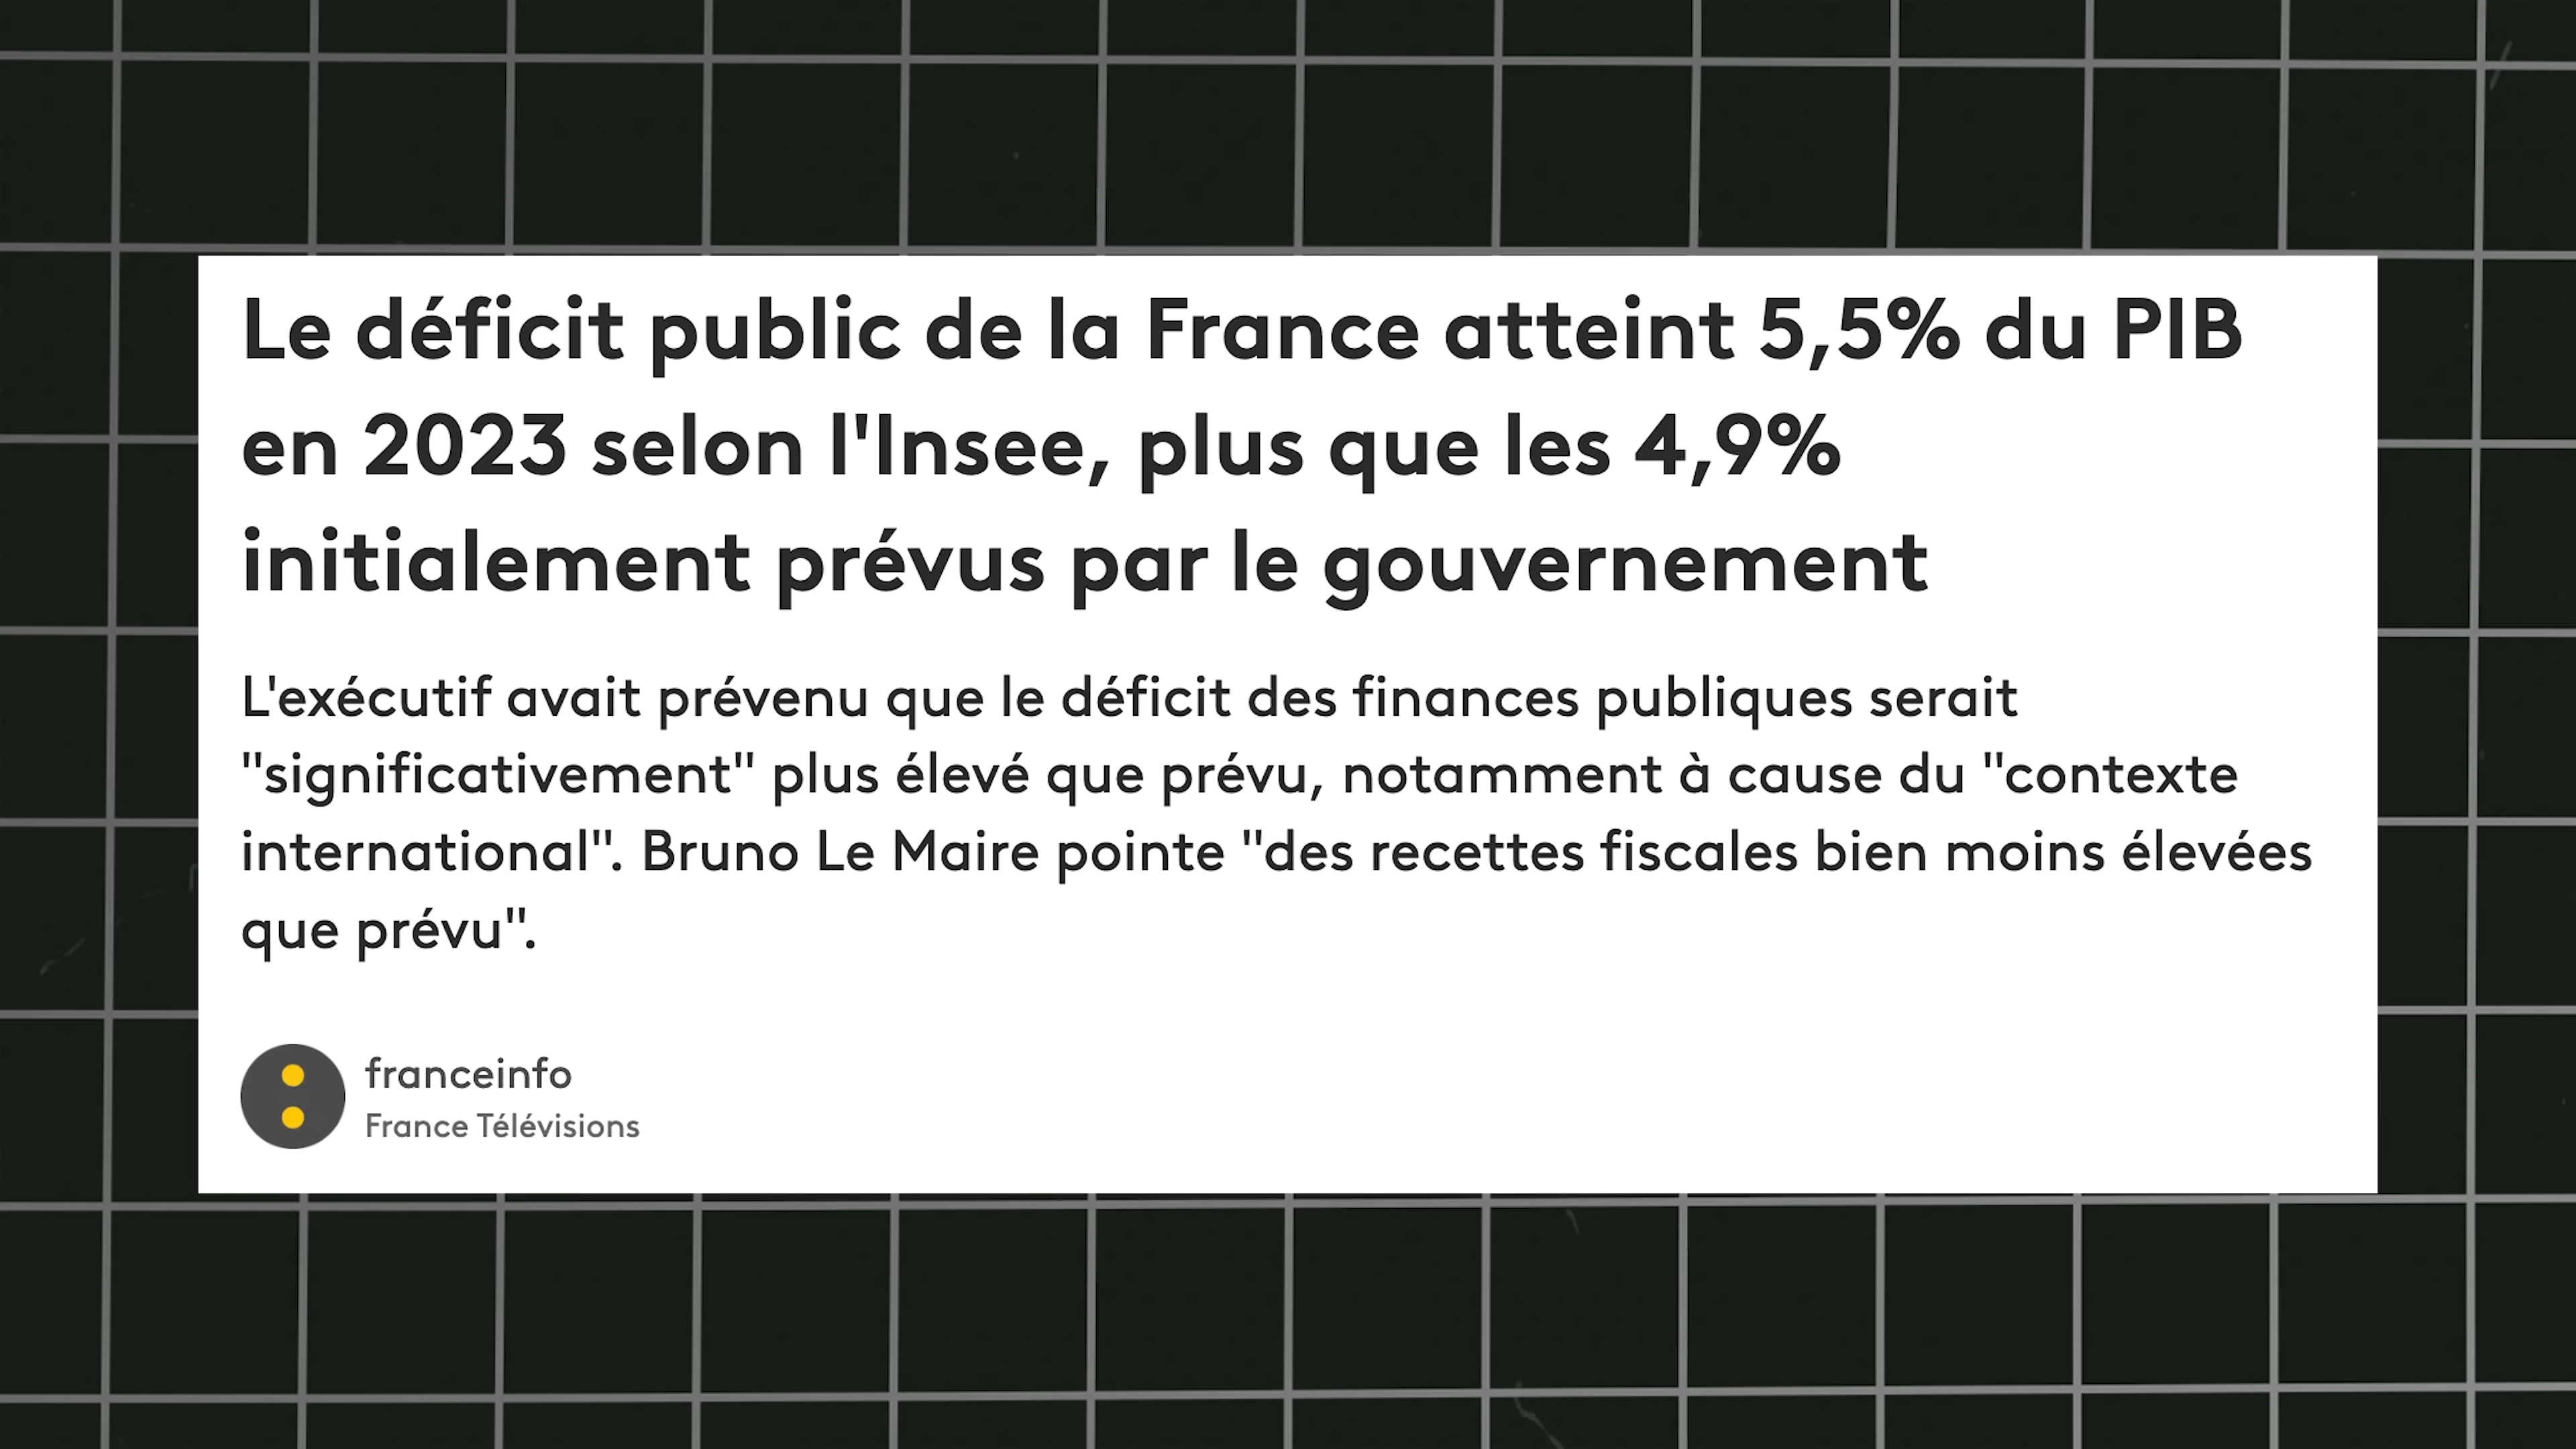 Le déficit public de la France atteint 5,5% du PIB
en 2023 selon l'Insee, plus que les 4,9%
initialement prévus par le gouvernement
L'exécutif avait prévenu que le déficit des finances publiques serait
"significativement" plus élevé que prévu, notamment à cause du "contexte
international". Bruno Le Maire pointe "des recettes fiscales bien moins élevées
que prévu".
franceinfo
France Télévisions